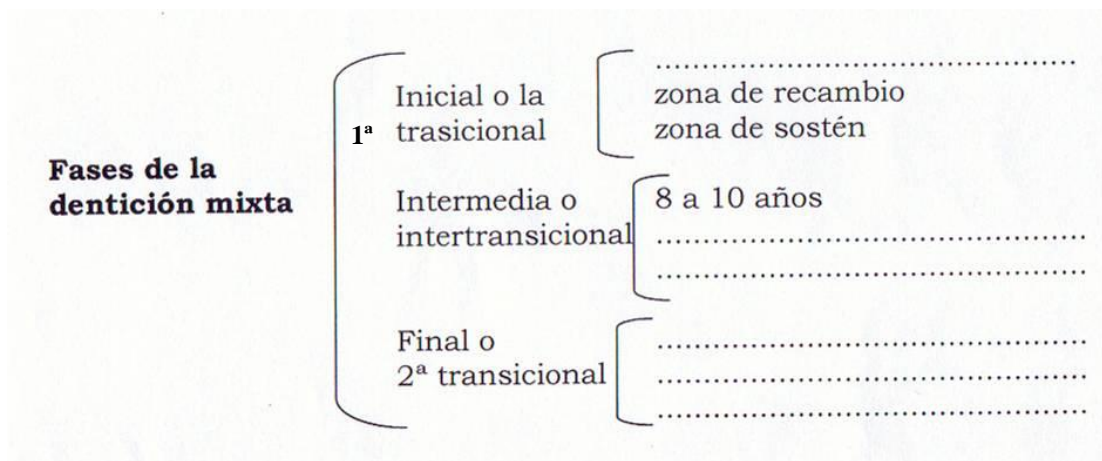 Fases de la
dentición mixta
1ª
Inicial o la
trasicional
........................................
zona de recambio
zona de sostén
Intermedia o
intertransicional
8 a 10 años
........................................
........................................
Final o
2ª transicional
........................................
........................................
........................................